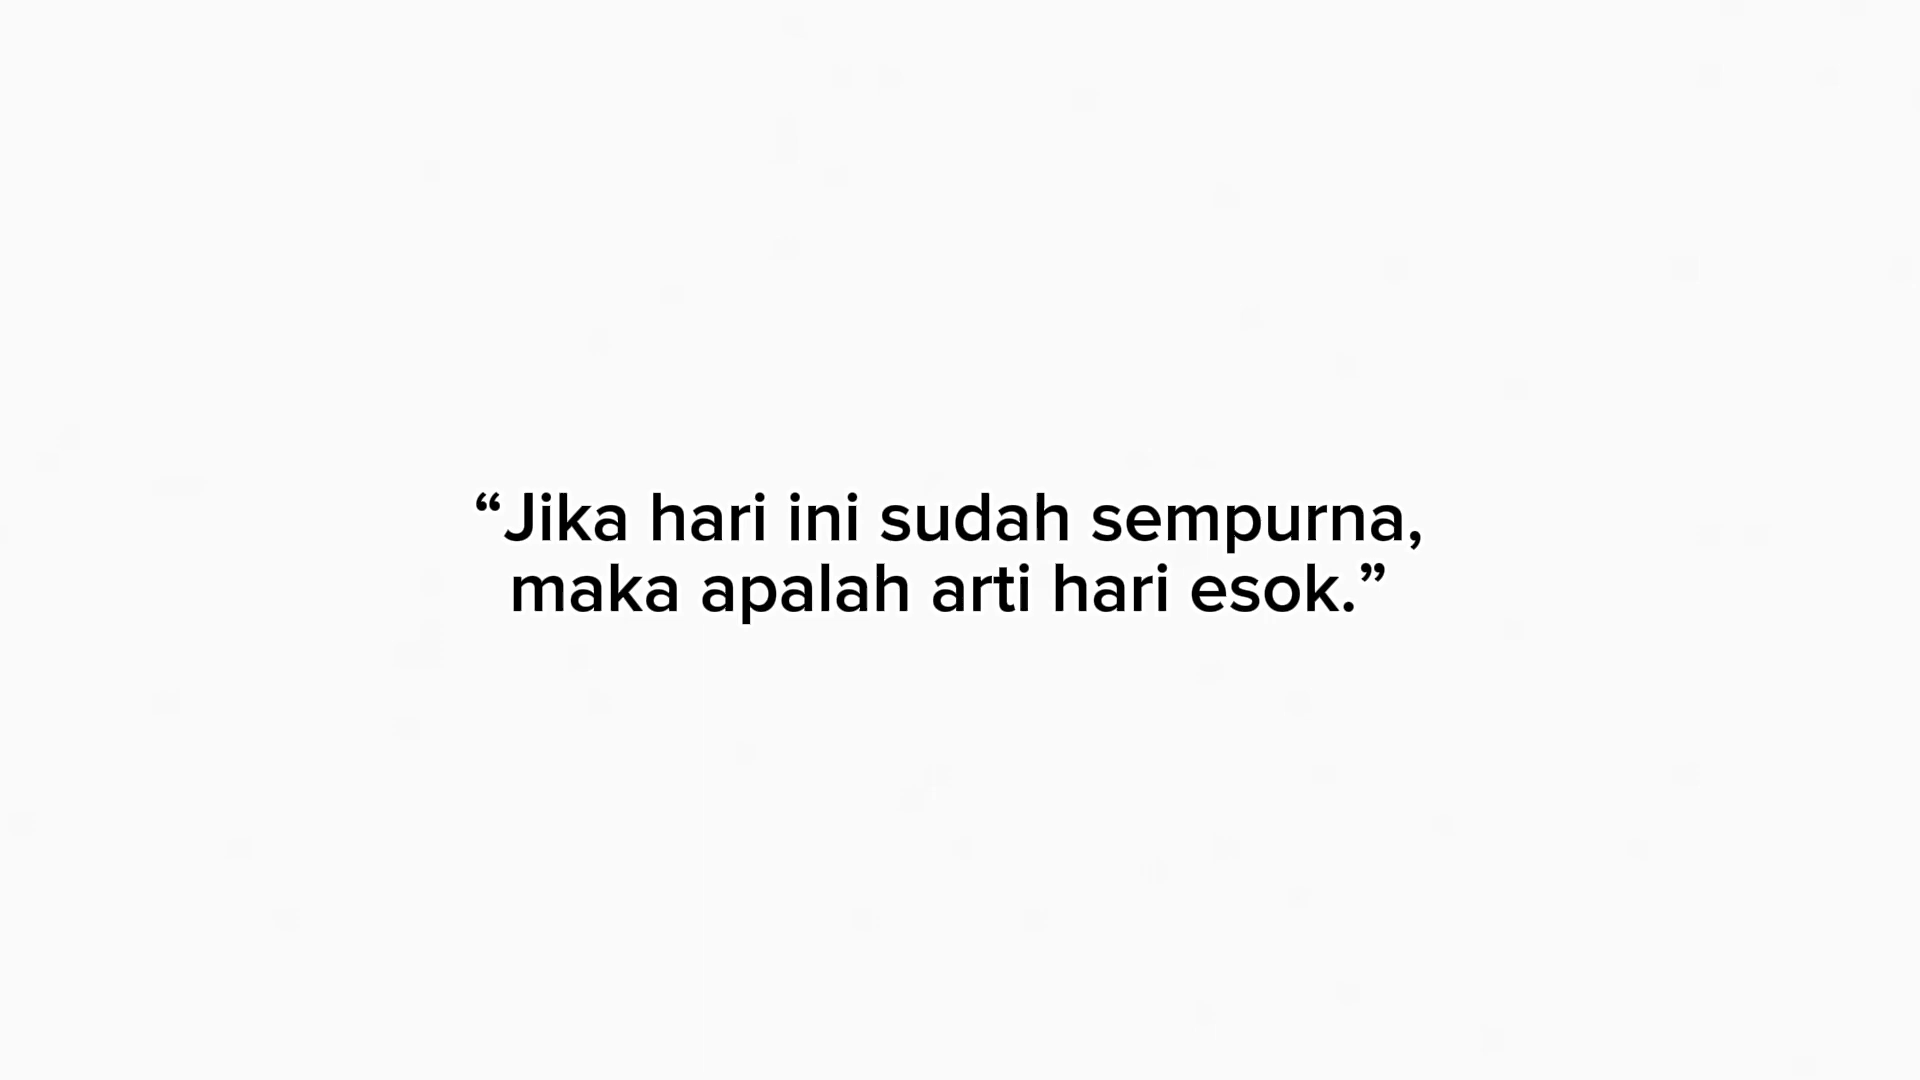 “Jika hari ini sudah sempurna,
maka apalah arti hari esok.”